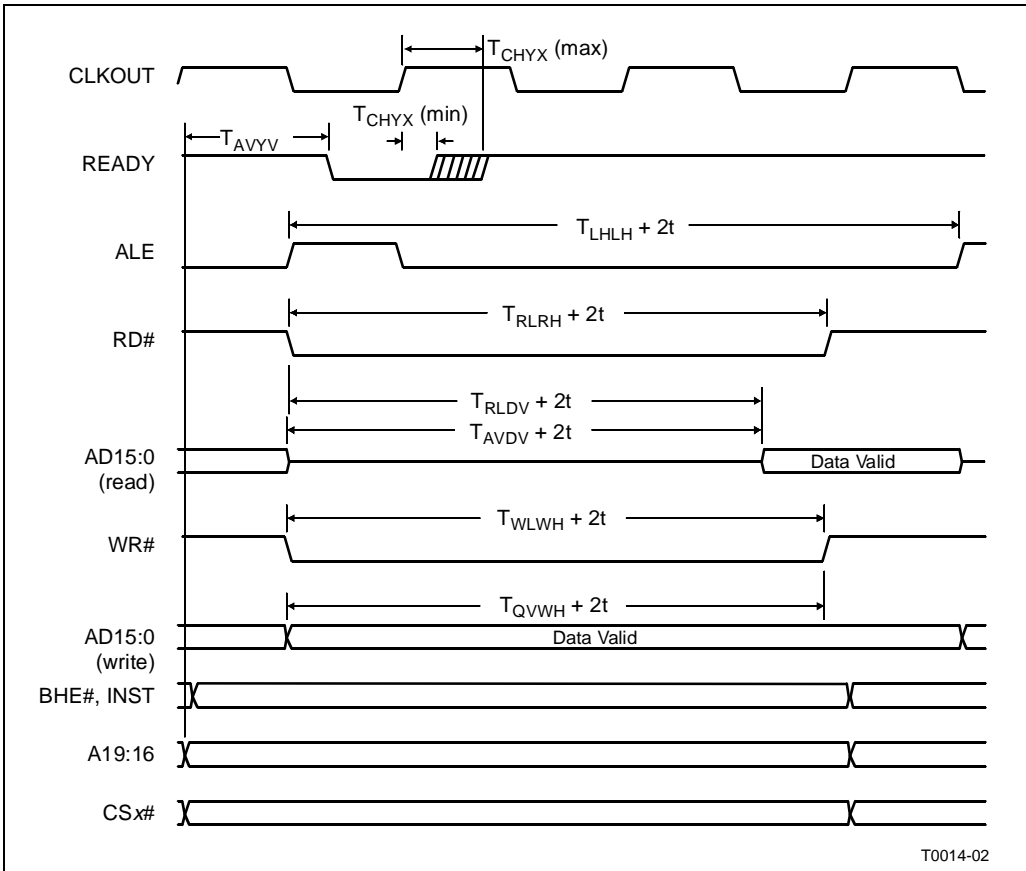 T_CHYX (max)
CLKOUT
T_CHYX (min)
T_AVYV
READY
T_LHLH + 2t
ALE
T_RLRH + 2t
RD#
T_RLDV + 2t
T_AVDV + 2t
AD15:0
(read)
Data Valid
T_WLWH + 2t
WR#
T_QVWH + 2t
AD15:0
(write)
Data Valid
BHE#, INST
A19:16
CSx#
T0014-02